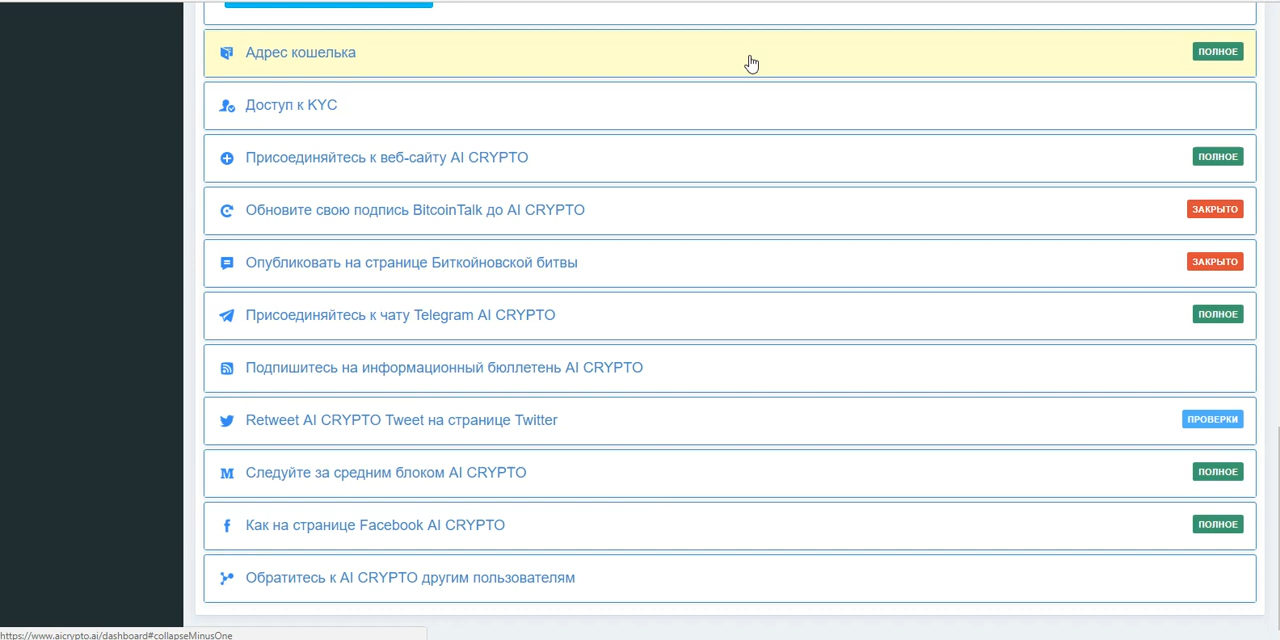 Адрес кошелька ПОЛНОЕ
Доступ к KYC
Присоединяйтесь к веб-сайту AI CRYPTO ПОЛНОЕ
Обновите свою подпись BitcoinTalk до AI CRYPTO ЗАКРЫТО
Опубликовать на странице Биткойновской битвы ЗАКРЫТО
Присоединяйтесь к чату Telegram AI CRYPTO ПОЛНОЕ
Подпишитесь на информационный бюллетень AI CRYPTO
Retweet AI CRYPTO Tweet на странице Twitter ПРОВЕРКИ
Следуйте за средним блоком AI CRYPTO ПОЛНОЕ
Как на странице Facebook AI CRYPTO ПОЛНОЕ
Обратитесь к AI CRYPTO другим пользователям
https://www.aicrypto.ai/dashboard#collapseMinusOne